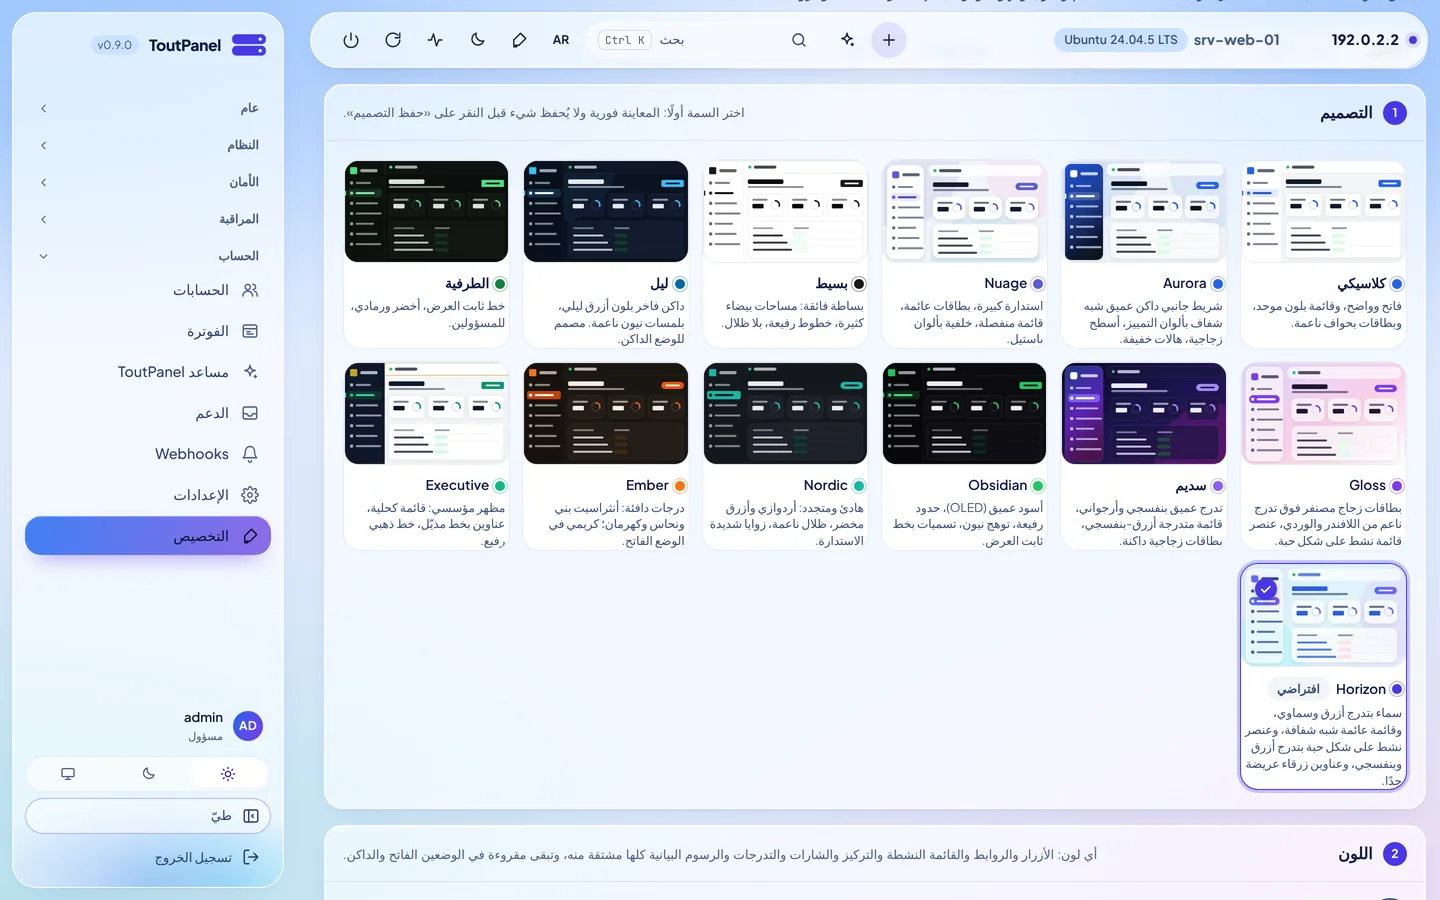 ToutPanel v0.9.0
عام
النظام
الأمان
المراقبة
الحساب
الحسابات
الفوترة
مساعد ToutPanel
الدعم
Webhooks
الإعدادات
التخصيص
AD admin
مسؤول
طيّ
تسجيل الخروج
192.0.2.2 srv-web-01 Ubuntu 24.04.5 LTS
بحث Ctrl K
AR
1 التصميم
اختر السمة أولًا: المعاينة فورية ولا يُحفظ شيء قبل النقر على «حفظ التصميم».
كلاسيكي
فاتح وواضح، وقائمة بلون موحد،
وبطاقات بحواف ناعمة.
Aurora
شريط جانبي داكن عميق شبه
شفاف بألوان التمييز، أسطح
زجاجية، هالات خفيفة.
Nuage
استدارة كبيرة، بطاقات عائمة،
قائمة منفصلة، خلفية بألوان
باستيل.
بسيط
بساطة فائقة: مساحات بيضاء
كثيرة، خطوط رفيعة، بلا ظلال.
ليل
داكن فاخر بلون أزرق ليلي،
بلمسات نيون ناعمة. مصمم
للوضع الداكن.
الطرفية
خط ثابت العرض، أخضر ورمادي،
للمسؤولين.
Gloss
بطاقات زجاج مصنفر فوق تدرج
ناعم من اللافندر والوردي، عنصر
قائمة نشط على شكل حبة.
سديم
تدرج عميق بنفسجي وأرجواني،
قائمة متدرجة أزرق-بنفسجي،
بطاقات زجاجية داكنة.
Obsidian
أسود عميق (OLED)، حدود
رفيعة، توهج نيون، تسميات بخط
ثابت العرض.
Nordic
هادئ ومتجدد: أردوازي وأزرق
مخضر، ظلال ناعمة، زوايا شديدة
الاستدارة.
Ember
درجات دافئة: أنثراسيت بني
ونحاس وكهرمان؛ كريمي في
الوضع الفاتح.
Executive
مظهر مؤسسي: قائمة كحلية،
عناوين بخط مذيّل، خط ذهبي
رفيع.
Horizon افتراضي
سماء بتدرج أزرق وسماوي،
وقائمة عائمة شبه شفافة، وعنصر
نشط على شكل حبة بتدرج أزرق
وبنفسجي، وعناوين زرقاء عريضة
جدًا.
2 اللون
أي لون: الأزرار والروابط والقائمة النشطة والتركيز والشارات والتدرجات والرسوم البيانية كلها مشتقة منه، وتبقى مقروءة في الوضعين الفاتح والداكن.